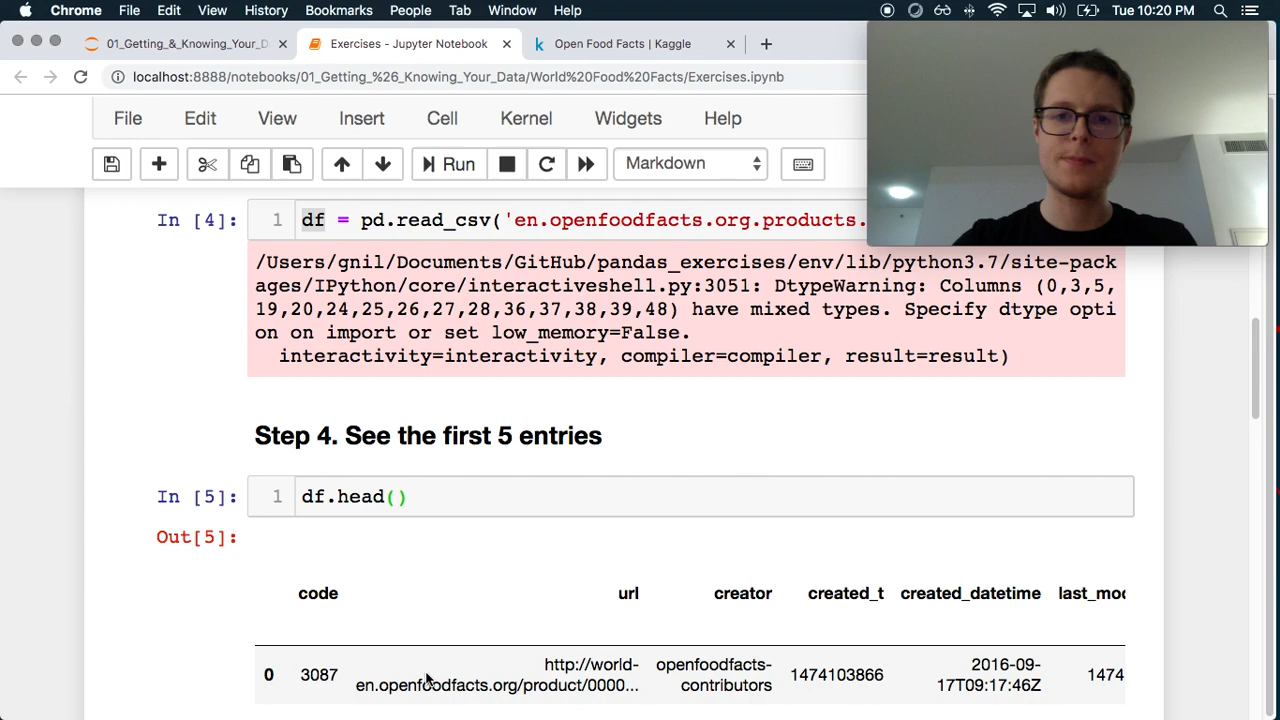 Chrome File Edit View History Bookmarks People Tab Window Help Tue 10:20 PM
01_Getting_&_Knowing_Your_D Exercises - Jupyter Notebook Open Food Facts | Kaggle
localhost:8888/notebooks/01_Getting_%26_Knowing_Your_Data/World%20Food%20Facts/Exercises.ipynb
File Edit View Insert Cell Kernel Widgets Help
Run Markdown
In [4]: 1 df = pd.read_csv('en.openfoodfacts.org.products.
/Users/gnil/Documents/GitHub/pandas_exercises/env/lib/python3.7/site-pack
ages/IPython/core/interactiveshell.py:3051: DtypeWarning: Columns (0,3,5,
19,20,24,25,26,27,28,36,37,38,39,48) have mixed types. Specify dtype opti
on on import or set low_memory=False.
interactivity=interactivity, compiler=compiler, result=result)
Step 4. See the first 5 entries
In [5]: 1 df.head()
Out[5]:
code url creator created_t created_datetime last_mod
0 3087 http://world-en.openfoodfacts.org/product/0000... openfoodfacts-contributors 1474103866 2016-09-17T09:17:46Z 1474